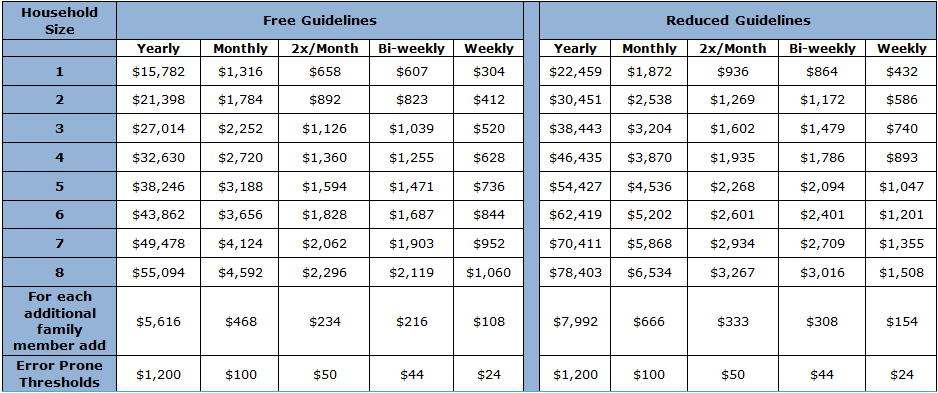 Household Size Free Guidelines Reduced Guidelines
Yearly Monthly 2x/Month Bi-weekly Weekly Yearly Monthly 2x/Month Bi-weekly Weekly
1 $15,782 $1,316 $658 $607 $304 $22,459 $1,872 $936 $864 $432
2 $21,398 $1,784 $892 $823 $412 $30,451 $2,538 $1,269 $1,172 $586
3 $27,014 $2,252 $1,126 $1,039 $520 $38,443 $3,204 $1,602 $1,479 $740
4 $32,630 $2,720 $1,360 $1,255 $628 $46,435 $3,870 $1,935 $1,786 $893
5 $38,246 $3,188 $1,594 $1,471 $736 $54,427 $4,536 $2,268 $2,094 $1,047
6 $43,862 $3,656 $1,828 $1,687 $844 $62,419 $5,202 $2,601 $2,401 $1,201
7 $49,478 $4,124 $2,062 $1,903 $952 $70,411 $5,868 $2,934 $2,709 $1,355
8 $55,094 $4,592 $2,296 $2,119 $1,060 $78,403 $6,534 $3,267 $3,016 $1,508
For each additional family member add $5,616 $468 $234 $216 $108 $7,992 $666 $333 $308 $154
Error Prone Thresholds $1,200 $100 $50 $44 $24 $1,200 $100 $50 $44 $24